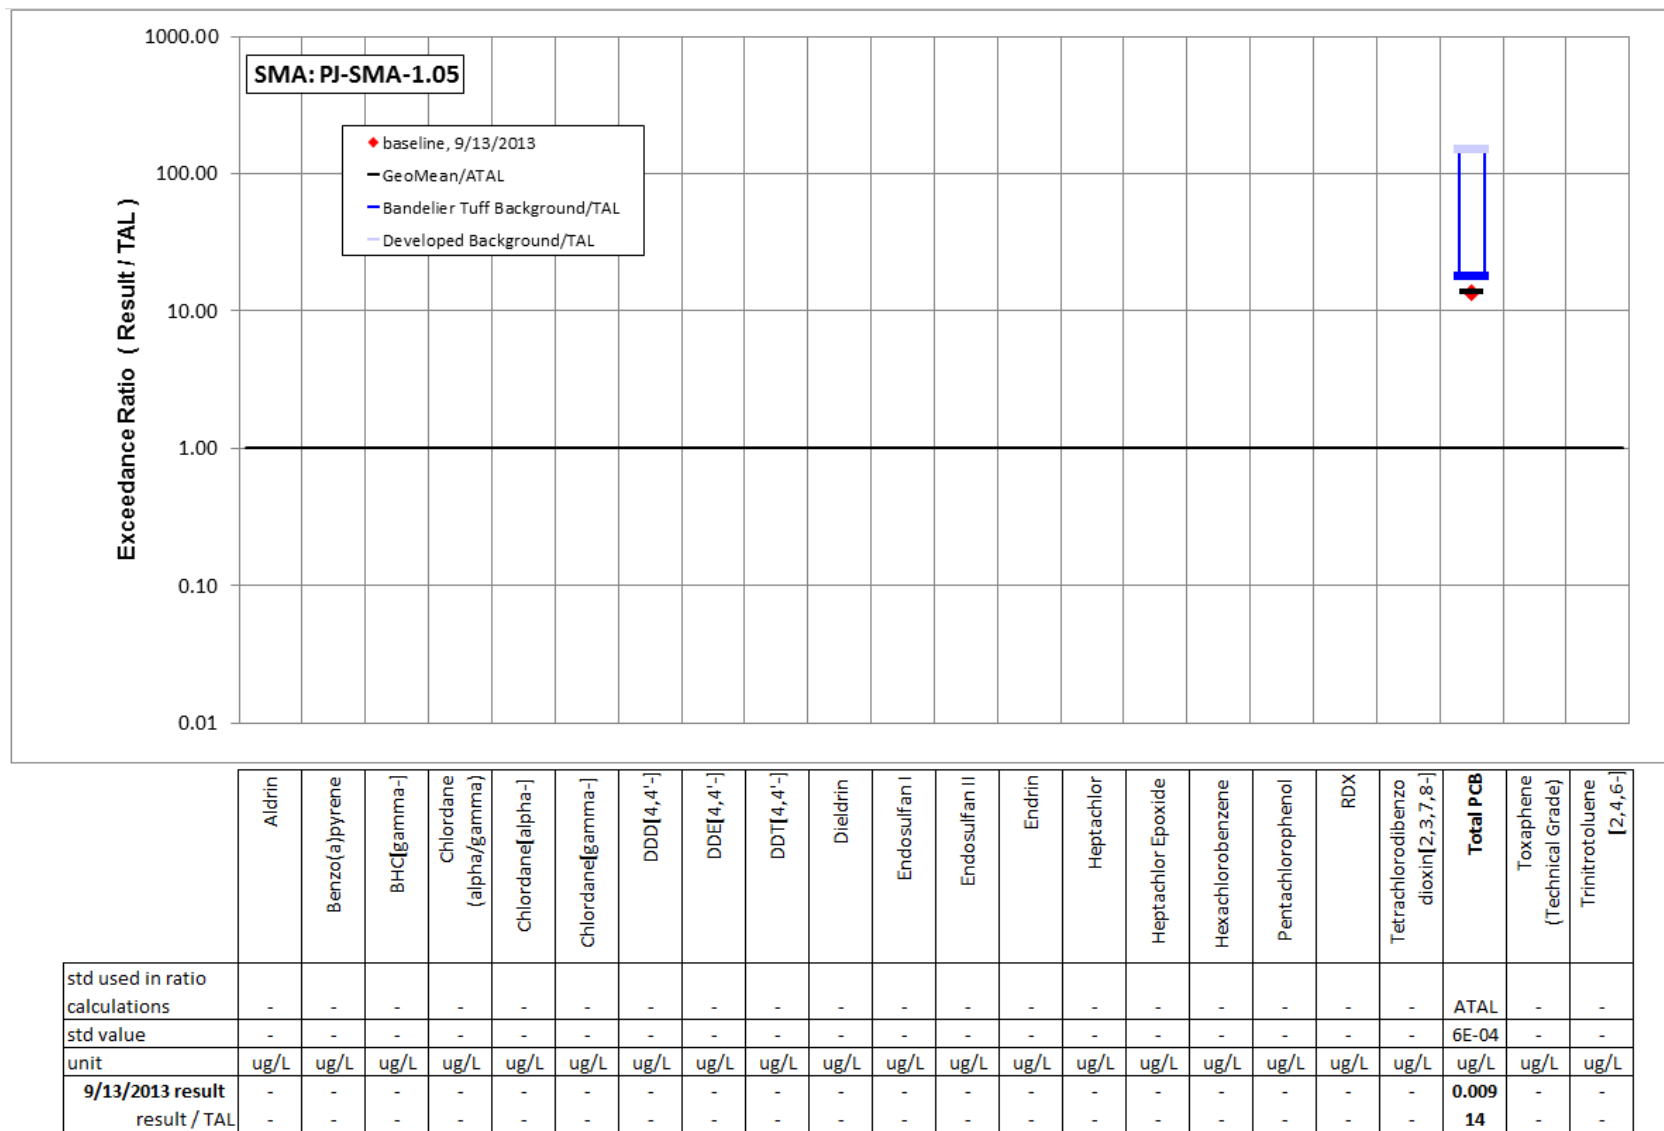 1000.00
100.00
10.00
1.00
0.10
0.01
Exceedance Ratio ( Result / TAL )
SMA: PJ-SMA-1.05
baseline, 9/13/2013
GeoMean/ATAL
Bandelier Tuff Background/TAL
Developed Background/TAL
Aldrin
Benzo(a)pyrene
BHC[gamma-]
Chlordane
(alpha/gamma)
Chlordane[alpha-]
Chlordane[gamma-]
DDD[4,4'-]
DDE[4,4'-]
DDT[4,4'-]
Dieldrin
Endosulfan I
Endosulfan II
Endrin
Heptachlor
Heptachlor Epoxide
Hexachlorobenzene
Pentachlorophenol
RDX
Tetrachlorodibenzo
dioxin[2,3,7,8-]
Total PCB
Toxaphene
(Technical Grade)
Trinitrotoluene
[2,4,6-]
std used in ratio
calculations - - - - - - - - - - - - - - - - - - - ATAL - -
std value 6E-04
unit ug/L ug/L ug/L ug/L ug/L ug/L ug/L ug/L ug/L ug/L ug/L ug/L ug/L ug/L ug/L ug/L ug/L ug/L ug/L ug/L ug/L ug/L
9/13/2013 result - - - - - - - - - - - - - - - - - - - 0.009 - -
result / TAL - - - - - - - - - - - - - - - - - - - 14 - -